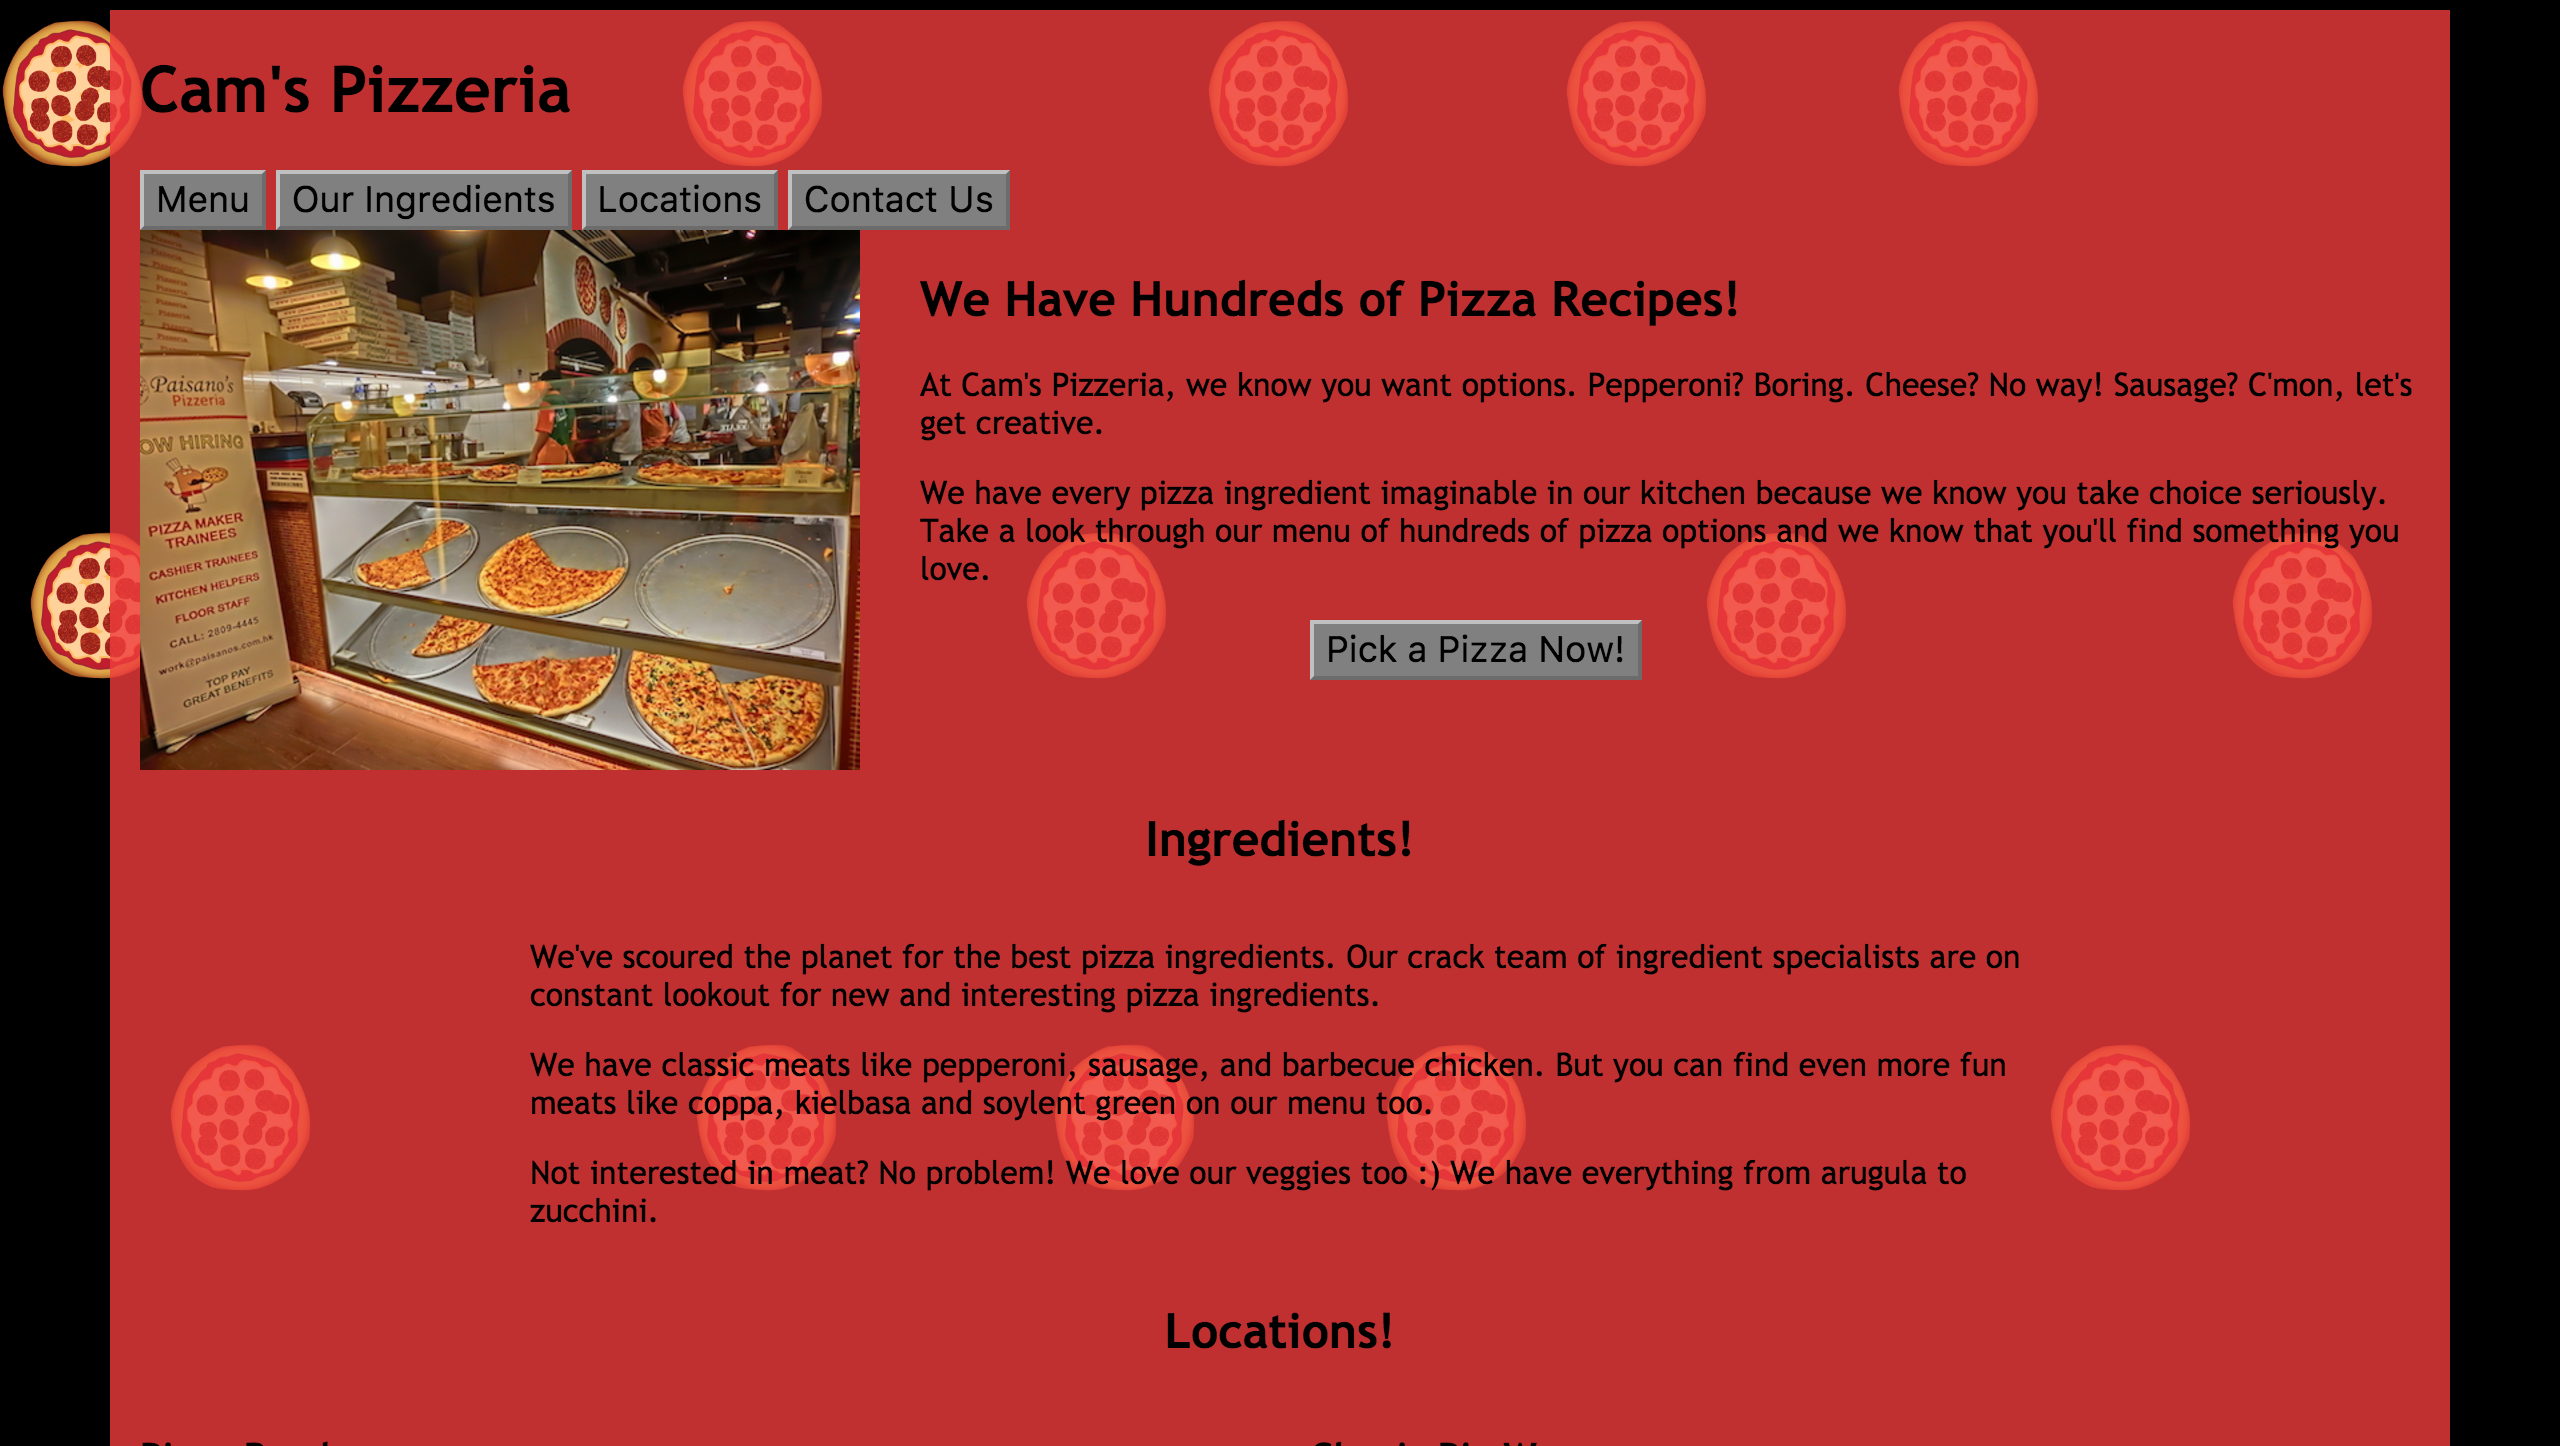 Cam's Pizzeria
Menu
Our Ingredients
Locations
Contact Us
Pizzeria
Pizzeria
Paisano's
Pizzeria
OW HIRING
PIZZA MAKER
TRAINEES
CASHIER TRAINEES
KITCHEN HELPERS
FLOOR STAFF
CALL: 2809-4445
work@paisanos.com.hk
TOP PAY
GREAT BENEFITS
We Have Hundreds of Pizza Recipes!
At Cam's Pizzeria, we know you want options. Pepperoni? Boring. Cheese? No way! Sausage? C'mon, let's
get creative.
We have every pizza ingredient imaginable in our kitchen because we know you take choice seriously.
Take a look through our menu of hundreds of pizza options and we know that you'll find something you
love.
Pick a Pizza Now!
Ingredients!
We've scoured the planet for the best pizza ingredients. Our crack team of ingredient specialists are on
constant lookout for new and interesting pizza ingredients.
We have classic meats like pepperoni, sausage, and barbecue chicken. But you can find even more fun
meats like coppa, kielbasa and soylent green on our menu too.
Not interested in meat? No problem! We love our veggies too :) We have everything from arugula to
zucchini.
Locations!